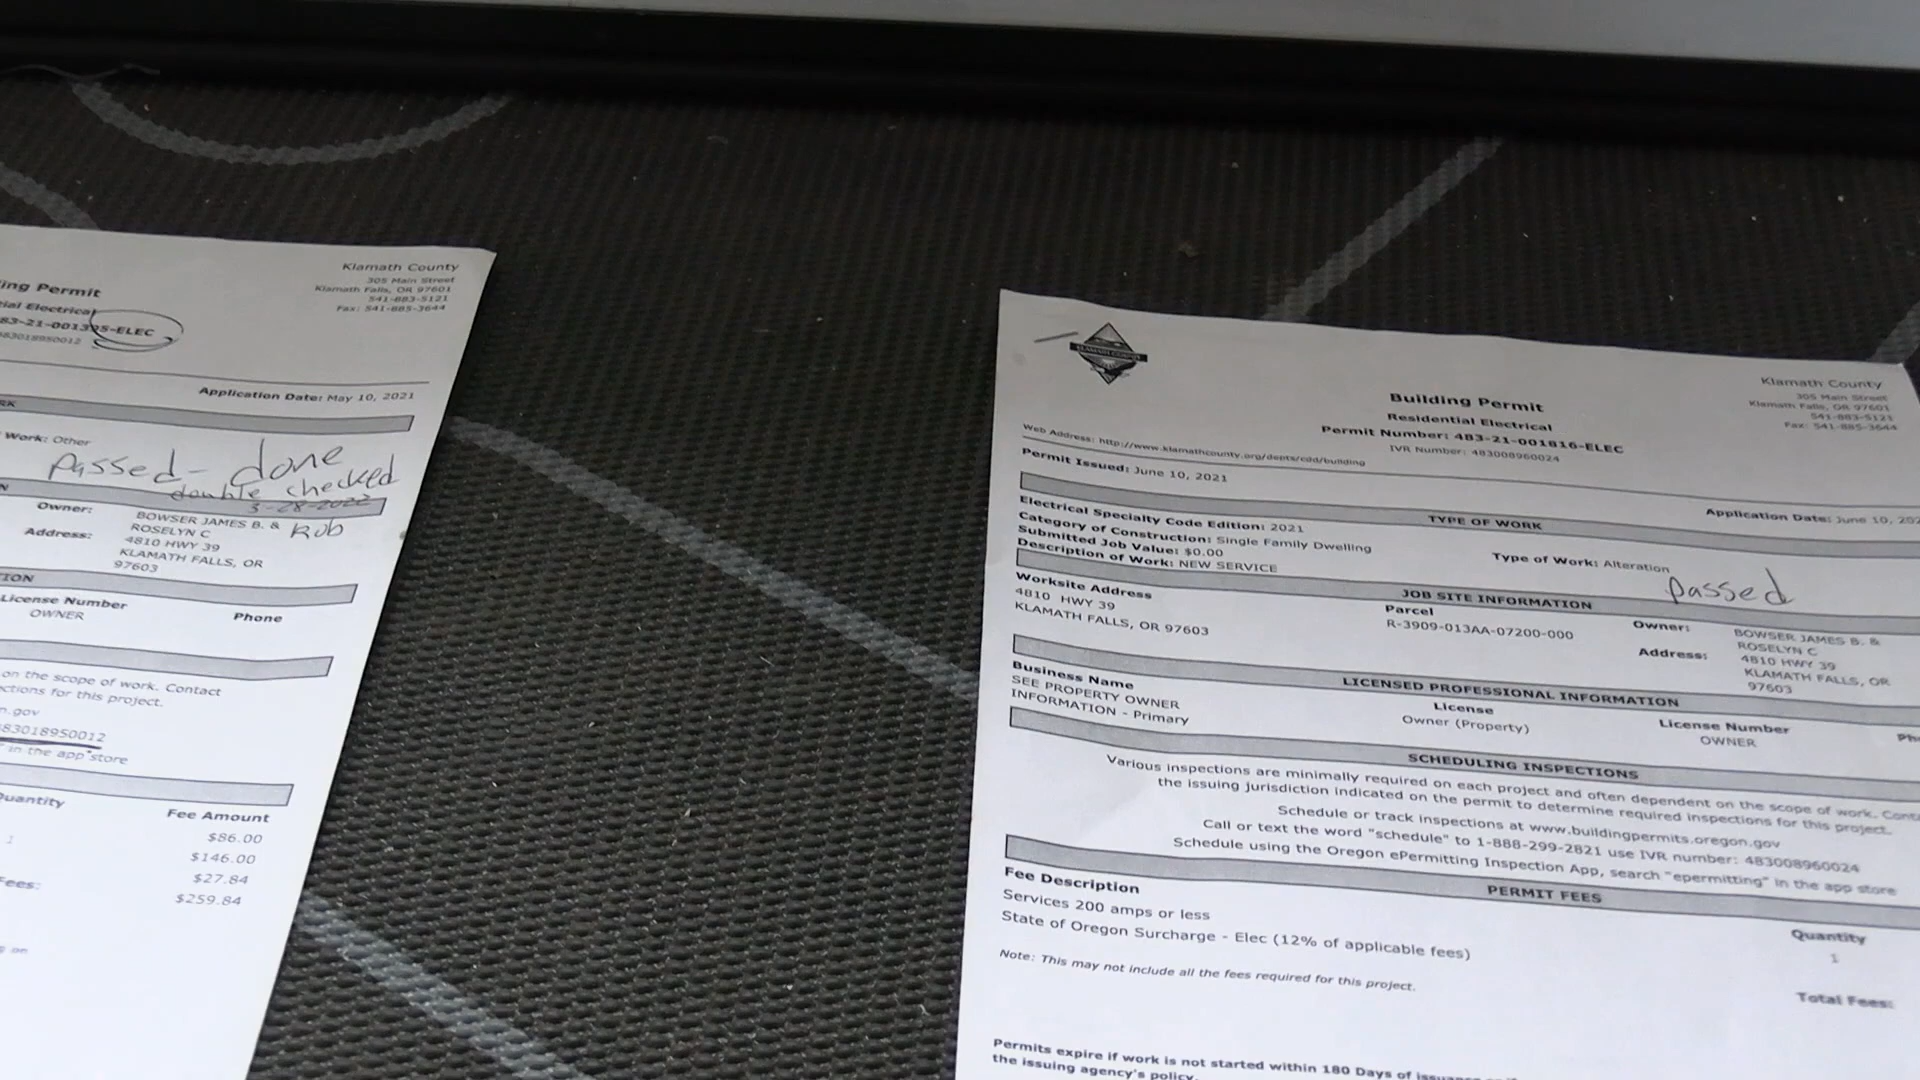 Klamath County
305 Main Street
Klamath Falls, OR 97601
541-883-5121
Fax: 541-885-3644
ing Permit
tial Electrical
83-21-001395-ELEC
483018950012
Application Date: May 10, 2021
RK
Work: Other
Passed - done
double checked
3-28-2022
Rob
N
Owner: BOWSER JAMES B. &
ROSELYN C
Address: 4810 HWY 39
KLAMATH FALLS, OR
97603
TION
License Number Phone
OWNER
on the scope of work. Contact
ctions for this project.
n.gov
83018950012
in the app store
Quantity Fee Amount
1 $86.00
$146.00
$27.84
Fees: $259.84
KLAMATH COUNTY
Klamath County
305 Main Street
Klamath Falls, OR 97601
541-883-5121
Fax: 541-885-3644
Building Permit
Residential Electrical
Permit Number: 483-21-001816-ELEC
IVR Number: 483008960024
Web Address: http://www.klamathcounty.org/depts/cdd/building
Permit Issued: June 10, 2021
Application Date: June 10, 202
TYPE OF WORK
Electrical Specialty Code Edition: 2021
Category of Construction: Single Family Dwelling
Type of Work: Alteration
Submitted Job Value: $0.00
Description of Work: NEW SERVICE
Passed
JOB SITE INFORMATION
Worksite Address
4810 HWY 39
KLAMATH FALLS, OR 97603
Parcel
R-3909-013AA-07200-000
Owner: BOWSER JAMES B. &
ROSELYN C
Address: 4810 HWY 39
KLAMATH FALLS, OR
97603
LICENSED PROFESSIONAL INFORMATION
Business Name License License Number Ph
SEE PROPERTY OWNER Owner (Property) OWNER
INFORMATION - Primary
SCHEDULING INSPECTIONS
Various inspections are minimally required on each project and often dependent on the scope of work. Cont
the issuing jurisdiction indicated on the permit to determine required inspections for this project.
Schedule or track inspections at www.buildingpermits.oregon.gov
Call or text the word "schedule" to 1-888-299-2821 use IVR number: 483008960024
Schedule using the Oregon ePermitting Inspection App, search "epermitting" in the app store
PERMIT FEES
Fee Description Quantity
Services 200 amps or less 1
State of Oregon Surcharge - Elec (12% of applicable fees)
Total Fees:
Note: This may not include all the fees required for this project.
Permits expire if work is not started within 180 Days of issuance
the issuing agency's policy.